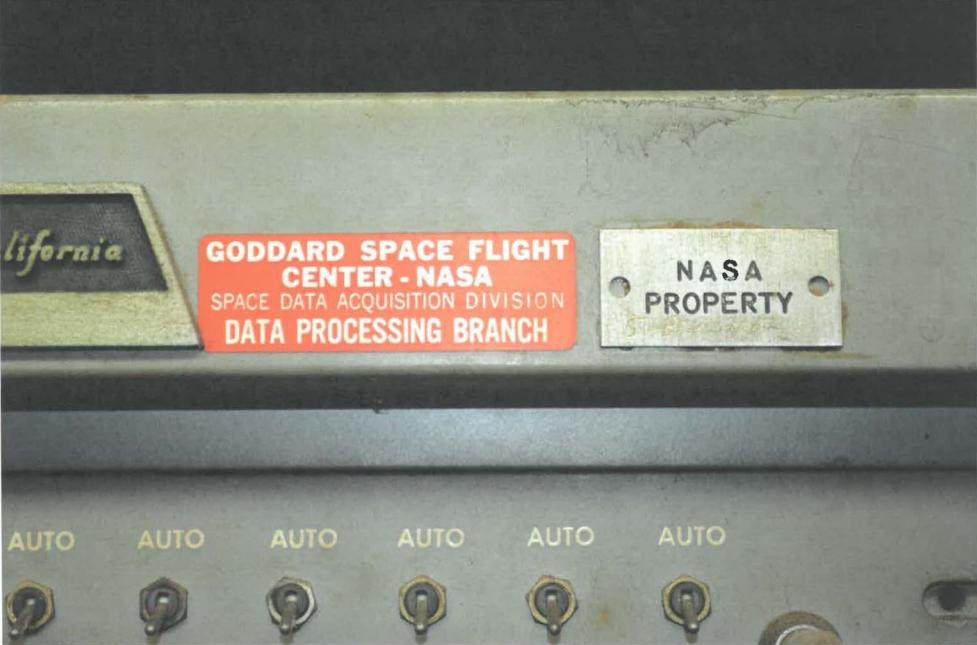 lifornia
GODDARD SPACE FLIGHT
CENTER - NASA
SPACE DATA ACQUISITION DIVISION
DATA PROCESSING BRANCH
NASA
PROPERTY
AUTO AUTO AUTO AUTO AUTO AUTO